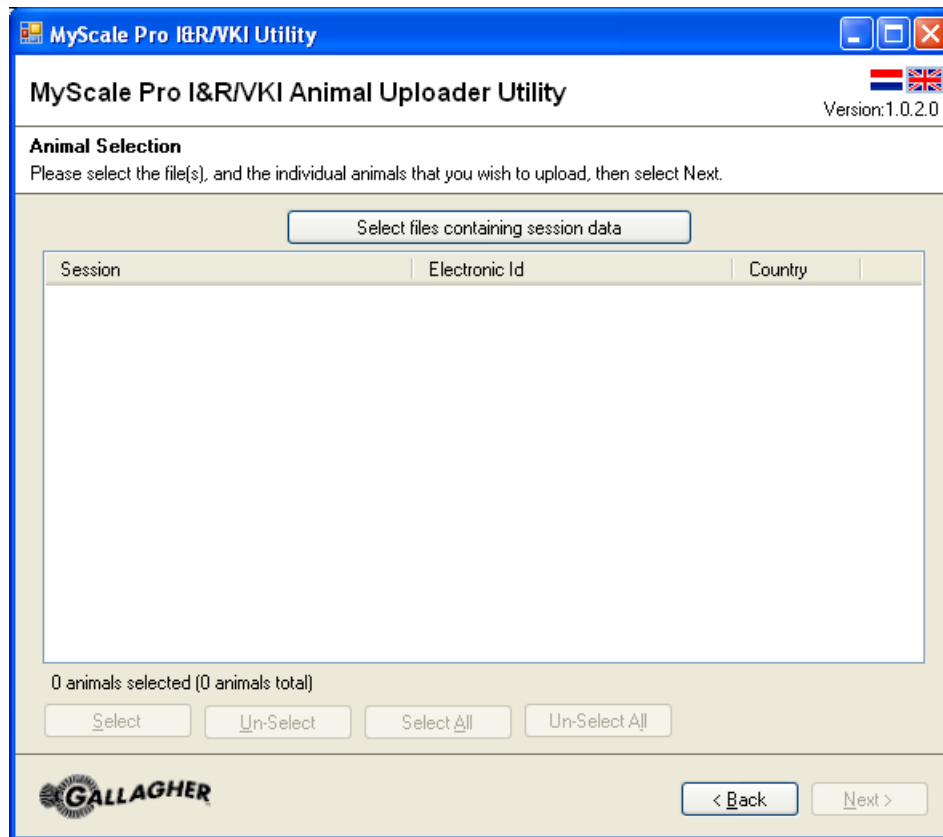 MyScale Pro I&R/VKI Utility
MyScale Pro I&R/VKI Animal Uploader Utility
Version:1.0.2.0
Animal Selection
Please select the file(s), and the individual animals that you wish to upload, then select Next.
Select files containing session data
Session Electronic Id Country
0 animals selected (0 animals total)
Select Un-Select Select All Un-Select All
GALLAGHER
< Back Next >